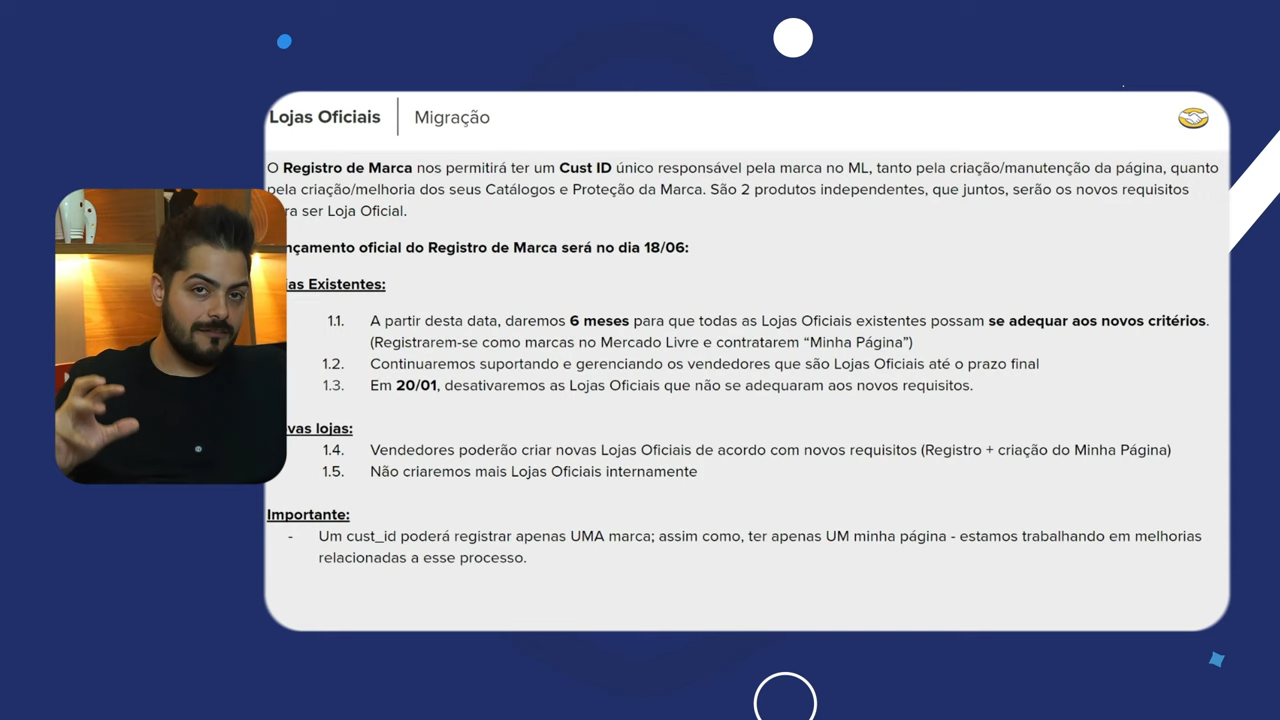 Lojas Oficiais
Migração
O Registro de Marca nos permitirá ter um Cust ID único responsável pela marca no ML, tanto pela criação/manutenção da página, quanto
pela criação/melhoria dos seus Catálogos e Proteção da Marca. São 2 produtos independentes, que juntos, serão os novos requisitos
ser Loja Oficial.
oficial do Registro de Marca será no dia 18/06:
Existentes:
1.1. A partir desta data, daremos 6 meses para que todas as Lojas Oficiais existentes possam se adequar aos novos critérios.
(Registrarem-se como marcas no Mercado Livre e contratarem “Minha Página”)
1.2. Continuaremos suportando e gerenciando os vendedores que são Lojas Oficiais até o prazo final
1.3. Em 20/01, desativaremos as Lojas Oficiais que não se adequaram aos novos requisitos.
lojas:
1.4. Vendedores poderão criar novas Lojas Oficiais de acordo com novos requisitos (Registro + criação do Minha Página)
1.5. Não criaremos mais Lojas Oficiais internamente
Importante:
- Um cust_id poderá registrar apenas UMA marca; assim como, ter apenas UM minha página - estamos trabalhando em melhorias
relacionadas a esse processo.